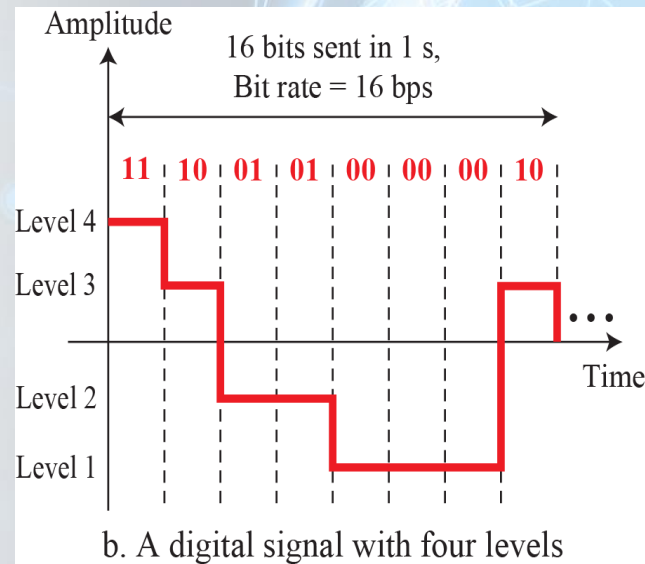 Amplitude
16 bits sent in 1 s,
Bit rate = 16 bps
11 10 01 01 00 00 00 10
Level 4
Level 3
...
Time
Level 2
Level 1
b. A digital signal with four levels